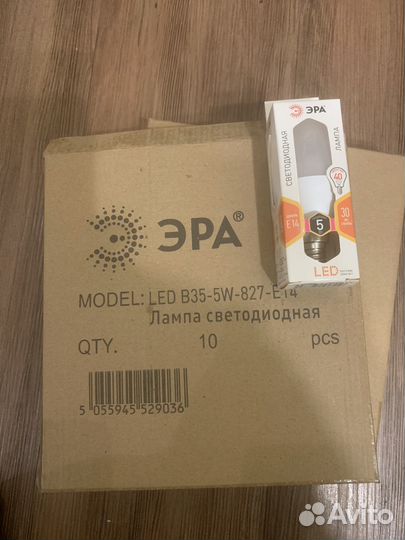 ЭРА
СВЕТОДИОДНАЯ
ЛАМПА
40
E14
5
30
LED
ЭРА®
MODEL: LED B35-5W-827-E14
Лампа светодиодная
QTY. 10 pcs
5 055945 529036
Avito